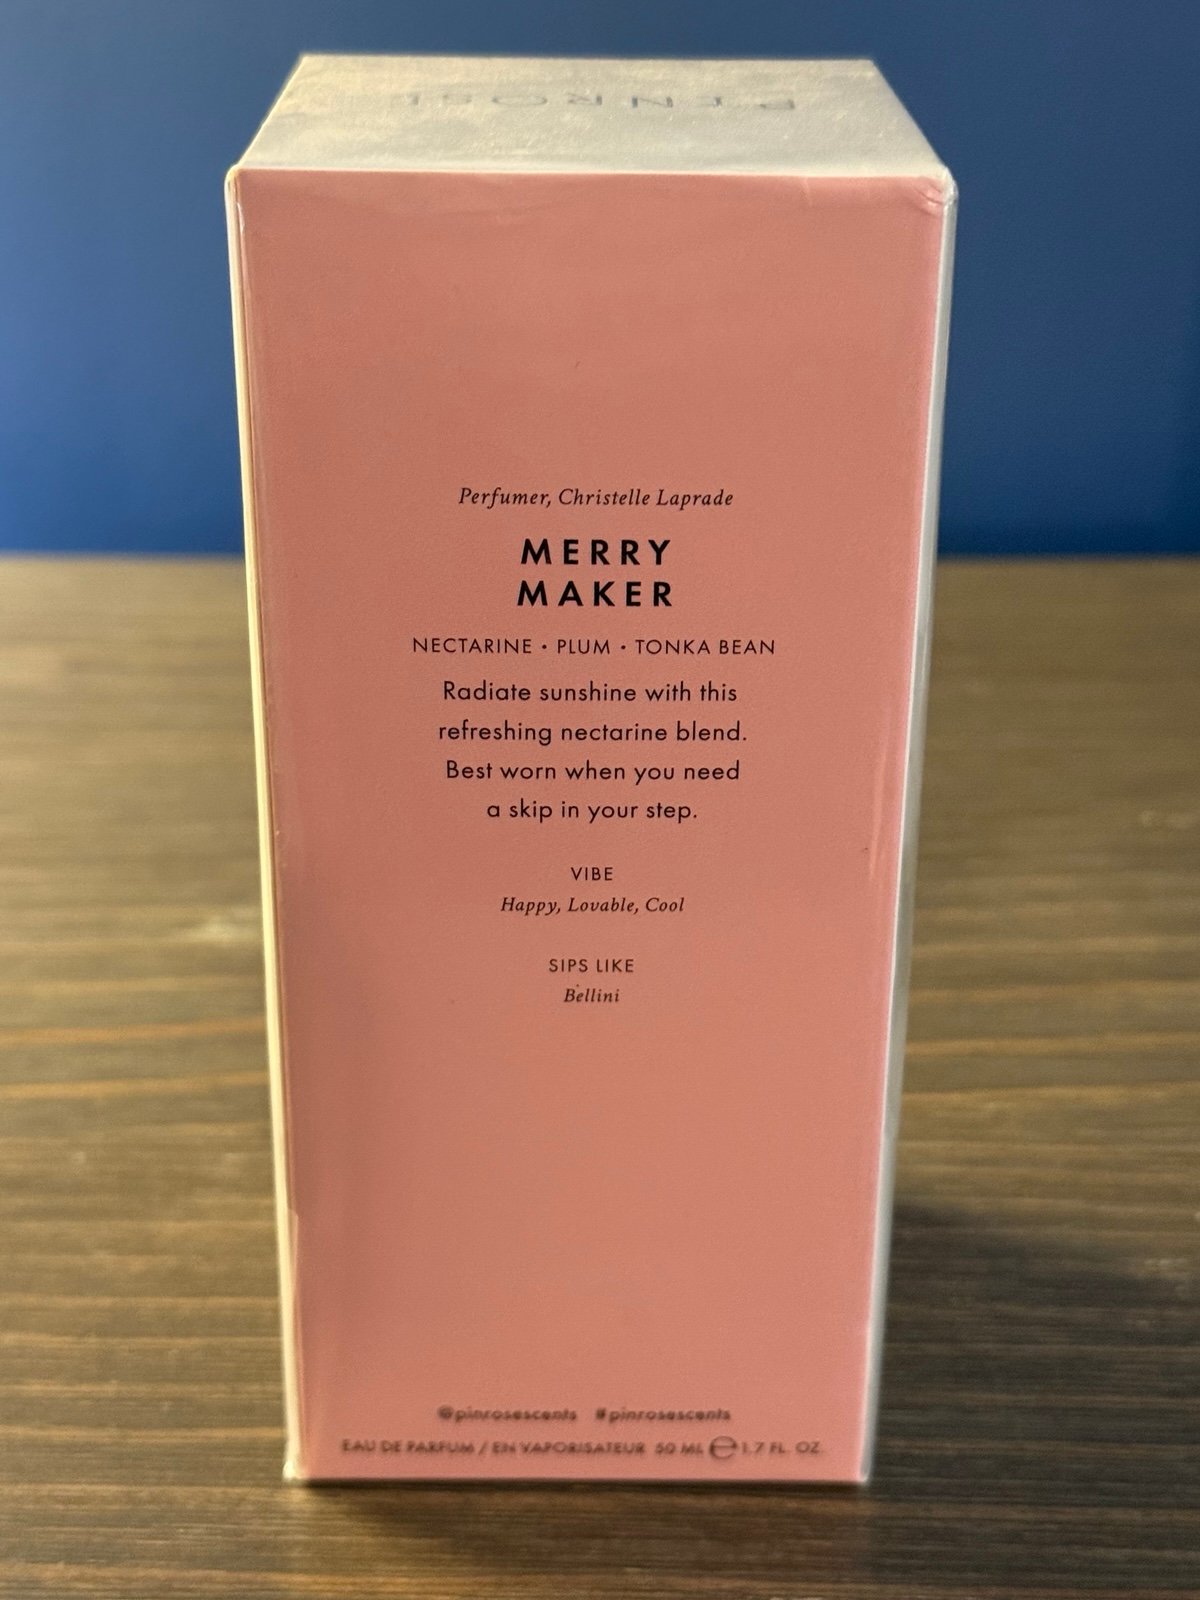 PINROSE
Perfumer, Christelle Laprade
MERRY
MAKER
NECTARINE • PLUM • TONKA BEAN
Radiate sunshine with this
refreshing nectarine blend.
Best worn when you need
a skip in your step.
VIBE
Happy, Lovable, Cool
SIPS LIKE
Bellini
@pinrosescents #pinrosescents
EAU DE PARFUM / EN VAPORISATEUR 50 ML ℮ 1.7 FL. OZ.